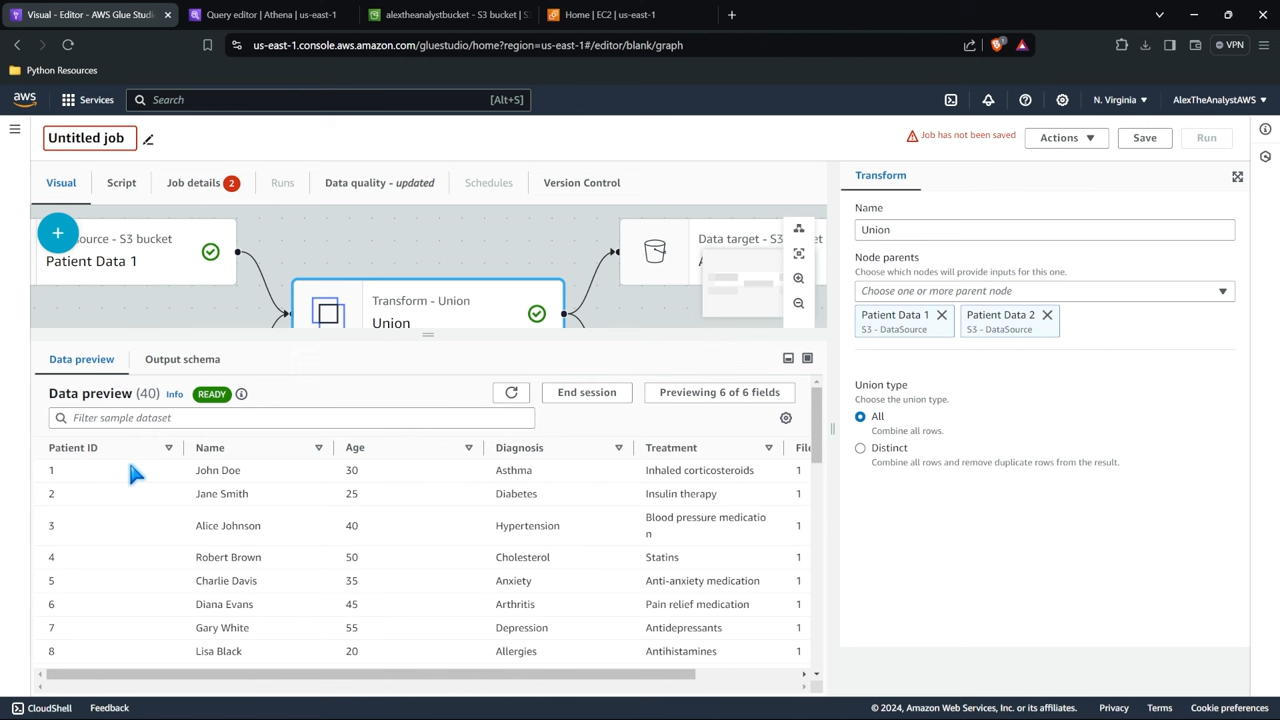 Visual - Editor - AWS Glue Stud
Query editor | Athena | us-east-1
alextheanalystbucket - S3 bucket | S3
Home | EC2 | us-east-1
us-east-1.console.aws.amazon.com/gluestudio/home?region=us-east-1#/editor/blank/graph
VPN
Python Resources
aws
Services
Search
[Alt+S]
N. Virginia
AlexTheAnalystAWS
Untitled job
Job has not been saved
Actions
Save
Run
Visual
Script
Job details 2
Runs
Data quality - updated
Schedules
Version Control
Transform
source - S3 bucket
Patient Data 1
Transform - Union
Union
Data target - S3 bucket
Name
Union
Node parents
Choose which nodes will provide inputs for this one.
Choose one or more parent node
Patient Data 1
S3 - DataSource
Patient Data 2
S3 - DataSource
Union type
Choose the union type.
All
Combine all rows.
Distinct
Combine all rows and remove duplicate rows from the result.
Data preview
Output schema
Data preview (40) Info READY
End session
Previewing 6 of 6 fields
Filter sample dataset
Patient ID Name Age Diagnosis Treatment File
1 John Doe 30 Asthma Inhaled corticosteroids 1
2 Jane Smith 25 Diabetes Insulin therapy 1
3 Alice Johnson 40 Hypertension Blood pressure medicatio
n 1
4 Robert Brown 50 Cholesterol Statins 1
5 Charlie Davis 35 Anxiety Anti-anxiety medication 1
6 Diana Evans 45 Arthritis Pain relief medication 1
7 Gary White 55 Depression Antidepressants 1
8 Lisa Black 20 Allergies Antihistamines 1
CloudShell
Feedback
© 2024, Amazon Web Services, Inc. or its affiliates.
Privacy
Terms
Cookie preferences